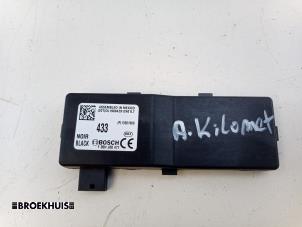 ASSEMBLED IN MEXICO
433
NOIR
BLACK
BOSCH
A. Kilomet
BROEKHUIS